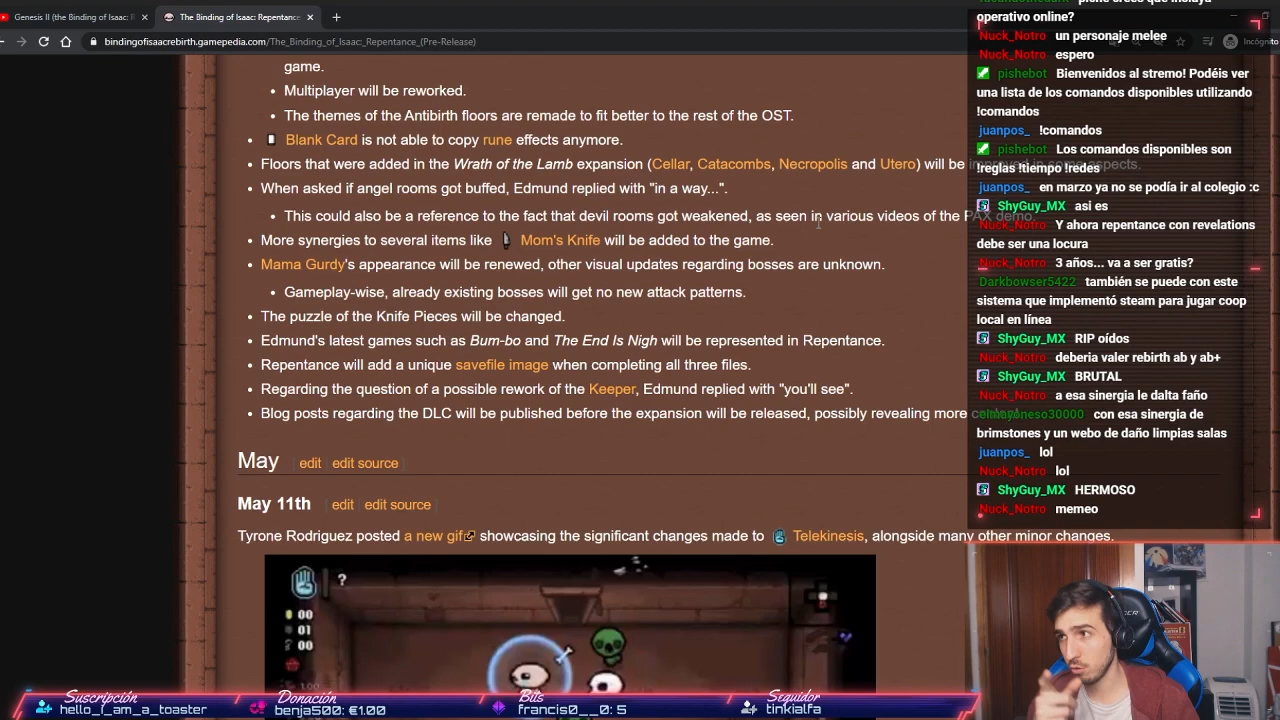 Genesis II (the Binding of Isaac: R
The Binding of Isaac: Repentance
bindingofisaacrebirth.gamepedia.com/The_Binding_of_Isaac:_Repentance_(Pre-Release)
Incógnito
game.
Multiplayer will be reworked.
The themes of the Antibirth floors are remade to fit better to the rest of the OST.
Blank Card is not able to copy rune effects anymore.
Floors that were added in the Wrath of the Lamb expansion (Cellar, Catacombs, Necropolis and Utero) will be improved in some aspects.
When asked if angel rooms got buffed, Edmund replied with "in a way...".
This could also be a reference to the fact that devil rooms got weakened, as seen in various videos of the PAX demo.
More synergies to several items like Mom's Knife will be added to the game.
Mama Gurdy's appearance will be renewed, other visual updates regarding bosses are unknown.
Gameplay-wise, already existing bosses will get no new attack patterns.
The puzzle of the Knife Pieces will be changed.
Edmund's latest games such as Bum-bo and The End Is Nigh will be represented in Repentance.
Repentance will add a unique savefile image when completing all three files.
Regarding the question of a possible rework of the Keeper, Edmund replied with "you'll see".
Blog posts regarding the DLC will be published before the expansion will be released, possibly revealing more
May edit edit source
May 11th edit edit source
Tyrone Rodriguez posted a new gif showcasing the significant changes made to Telekinesis, alongside many other minor changes.
?
00
01
00
operativo online?
Nuck_Notro un personaje melee
Nuck_Notro espero
pishebot Bienvenidos al stremo! Podéis ver
una lista de los comandos disponibles utilizando
!comandos
juanpos_ !comandos
pishebot Los comandos disponibles son
!reglas !tiempo !redes
juanpos_ en marzo ya no se podía ir al colegio :c
ShyGuy_MX asi es
Nuck_Notro Y ahora repentance con revelations
debe ser una locura
Nuck_Notro 3 años... va a ser gratis?
Darkbowser5422 también se puede con este
sistema que implementó steam para jugar coop
local en línea
ShyGuy_MX RIP oídos
Nuck_Notro deberia valer rebirth ab y ab+
ShyGuy_MX BRUTAL
Nuck_Notro a esa sinergia le dalta faño
con esa sinergia de
brimstones y un webo de daño limpias salas
juanpos_ lol
Nuck_Notro lol
ShyGuy_MX HERMOSO
Nuck_Notro memeo
Suscripción
hello_i_am_a_toaster
Donación
benja500: €1.00
Bits
francis0__0: 5
Seguidor
tinkialfa